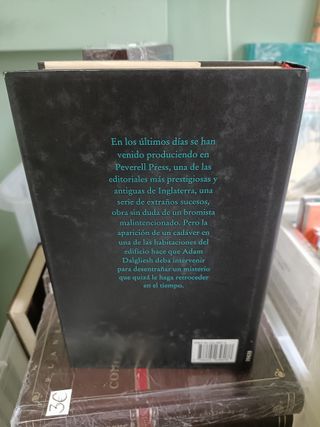 En los últimos días se han
venido produciendo en
Peverell Press, una de las
editoriales más prestigiosas y
antiguas de Inglaterra, una
serie de extraños sucesos,
obra sin duda de un bromista
malintencionado. Pero la
aparición de un cadáver en
una de las habitaciones del
edificio hace que Adam
Dalgliesh deba intervenir
para desentrañar un misterio
que quizá le haga retroceder
en el tiempo.
3€